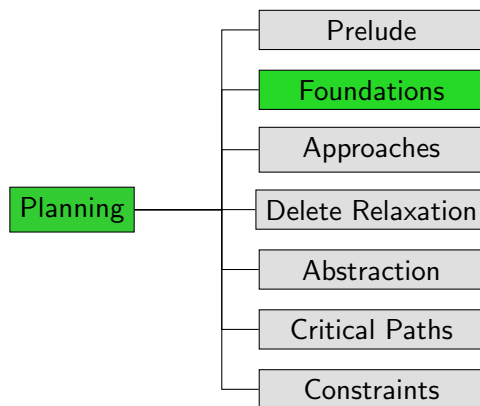 Prelude
Foundations
Approaches
Planning
Delete Relaxation
Abstraction
Critical Paths
Constraints